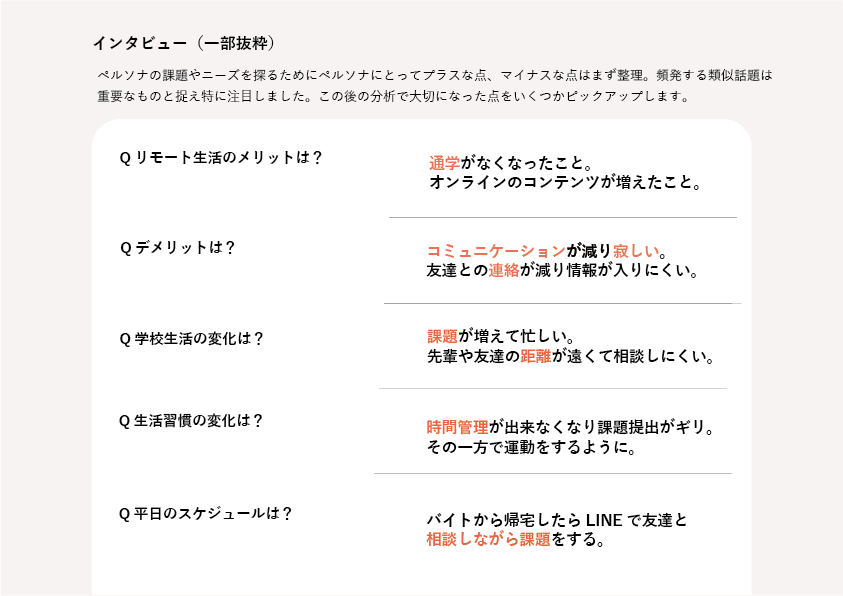 インタビュー（一部抜粋）
ペルソナの課題やニーズを探るためにペルソナにとってプラスな点、マイナスな点はまず整理。頻発する類似話題は
重要なものと捉え特に注目しました。この後の分析で大切になった点をいくつかピックアップします。
Q リモート生活のメリットは？
通学がなくなったこと。
オンラインのコンテンツが増えたこと。
Q デメリットは？
コミュニケーションが減り寂しい。
友達との連絡が減り情報が入りにくい。
Q 学校生活の変化は？
課題が増えて忙しい。
先輩や友達の距離が遠くて相談しにくい。
Q 生活習慣の変化は？
時間管理が出来なくなり課題提出がギリ。
その一方で運動をするように。
Q 平日のスケジュールは？
バイトから帰宅したら LINE で友達と
相談しながら課題をする。